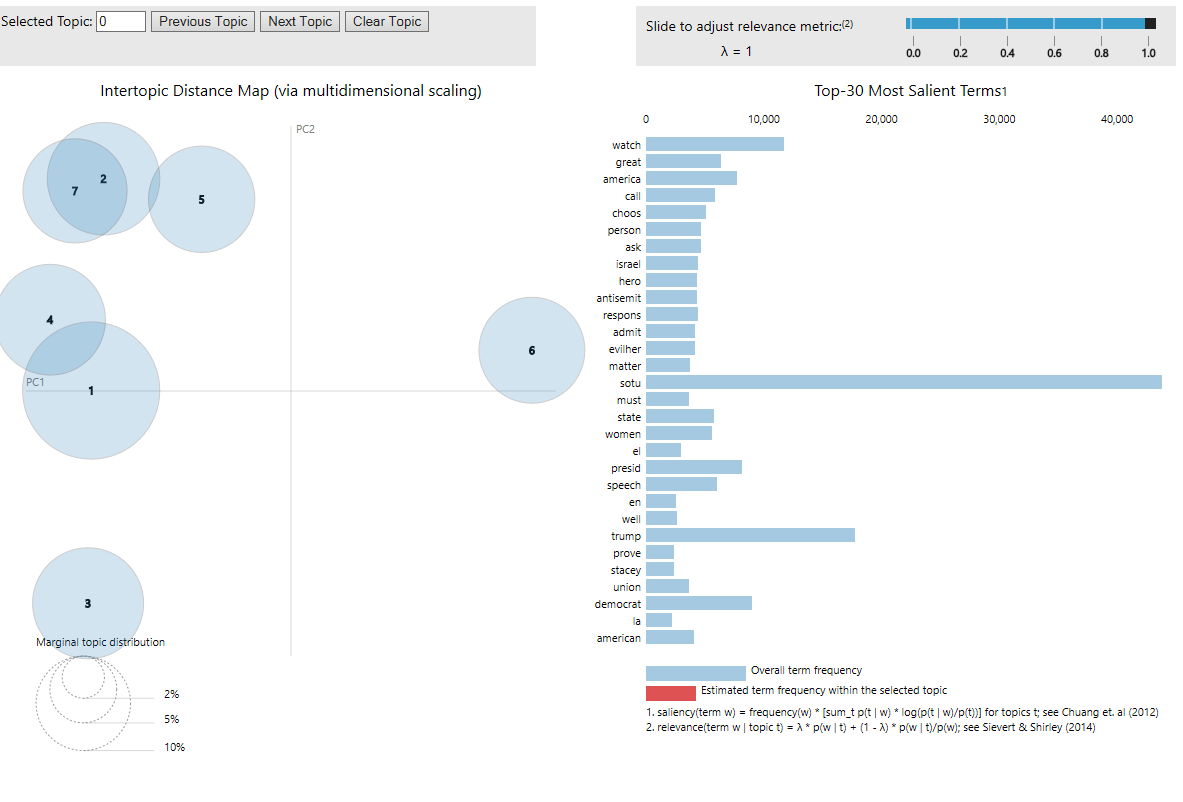 Selected Topic: 0 Previous Topic Next Topic Clear Topic
Slide to adjust relevance metric:(2)
λ = 1
0.0 0.2 0.4 0.6 0.8 1.0
Intertopic Distance Map (via multidimensional scaling)
PC2
2
7
5
4
6
PC1
1
3
Marginal topic distribution
2%
5%
10%
Top-30 Most Salient Terms1
0 10,000 20,000 30,000 40,000
watch
great
america
call
choos
person
ask
israel
hero
antisemit
respons
admit
evilher
matter
sotu
must
state
women
el
presid
speech
en
well
trump
prove
stacey
union
democrat
la
american
Overall term frequency
Estimated term frequency within the selected topic
1. saliency(term w) = frequency(w) * [sum_t p(t | w) * log(p(t | w)/p(t))] for topics t; see Chuang et. al (2012)
2. relevance(term w | topic t) = λ * p(w | t) + (1 - λ) * p(w | t)/p(w); see Sievert & Shirley (2014)